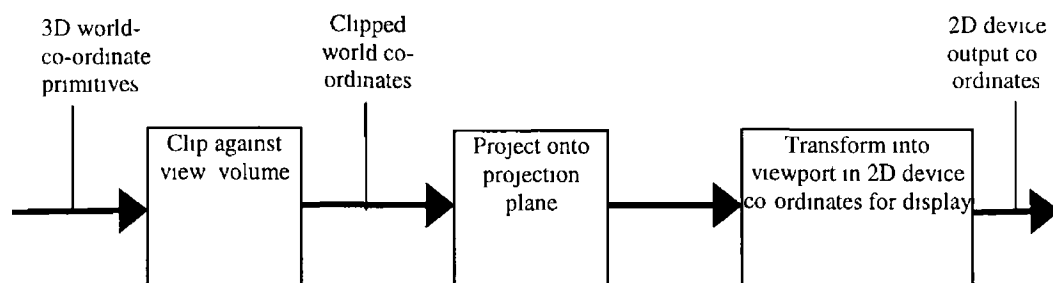 3D world-
co-ordinate
primitives
Clipped
world co-
ordinates
2D device
output co
ordinates
Clip against
view volume
Project onto
projection
plane
Transform into
viewport in 2D device
co ordinates for display